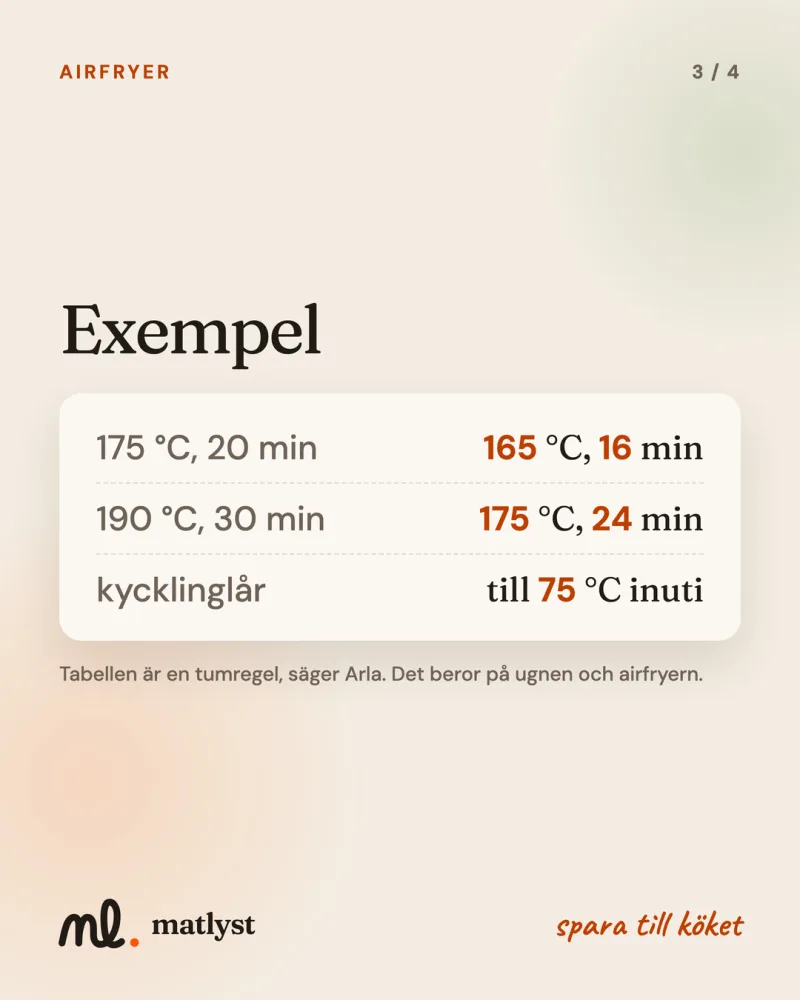 AIRFRYER
3 / 4
Exempel
175 °C, 20 min 165 °C, 16 min
190 °C, 30 min 175 °C, 24 min
kycklinglår till 75 °C inuti
Tabellen är en tumregel, säger Arla. Det beror på ugnen och airfryern.
ml. matlyst
spara till köket